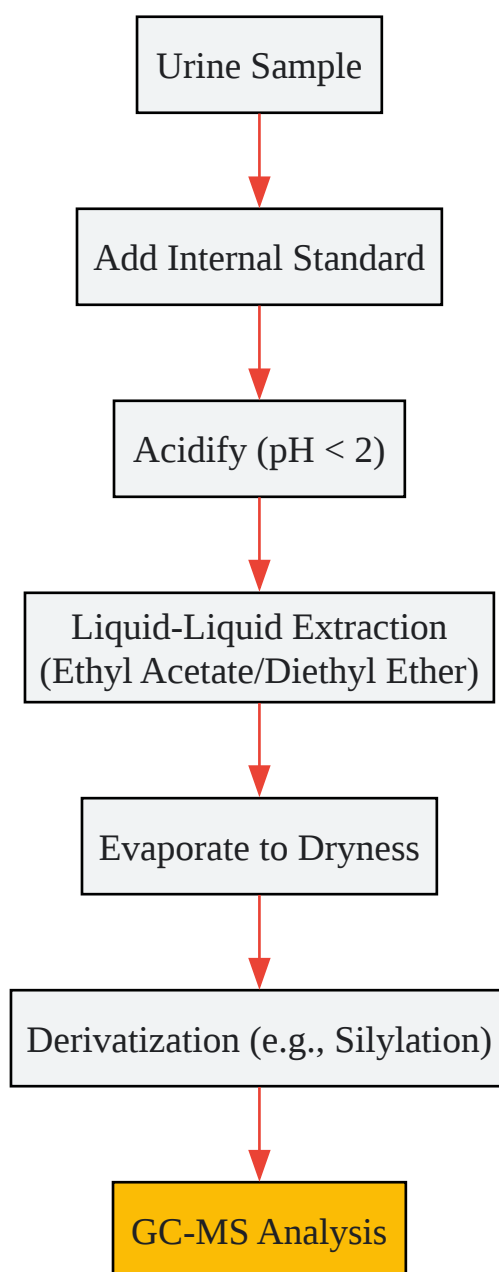 Urine Sample
Add Internal Standard
Acidify (pH < 2)
Liquid-Liquid Extraction
(Ethyl Acetate/Diethyl Ether)
Evaporate to Dryness
Derivatization (e.g., Silylation)
GC-MS Analysis